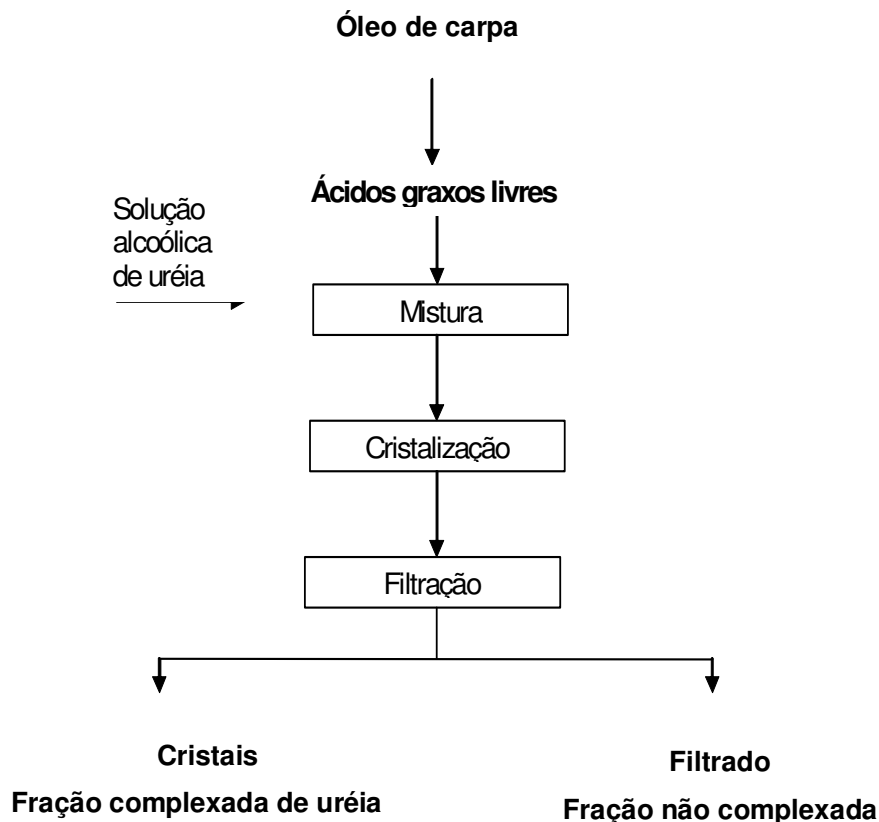 Óleo de carpa
Ácidos graxos livres
Solução
alcoólica
de uréia
Mistura
Cristalização
Filtração
Cristais
Fração complexada de uréia
Filtrado
Fração não complexada